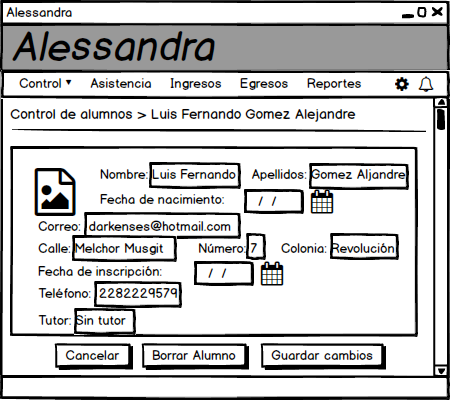 Alessandra
Alessandra
Control ▼ Asistencia Ingresos Egresos Reportes
Control de alumnos > Luis Fernando Gomez Alejandre
Nombre: Luis Fernando Apellidos: Gomez Aljandre
Fecha de nacimiento: / /
Correo: darkenses@hotmail.com
Calle: Melchor Musgit Número: 7 Colonia: Revolución
Fecha de inscripción: / /
Teléfono: 2282229579
Tutor: Sin tutor
Cancelar Borrar Alumno Guardar cambios